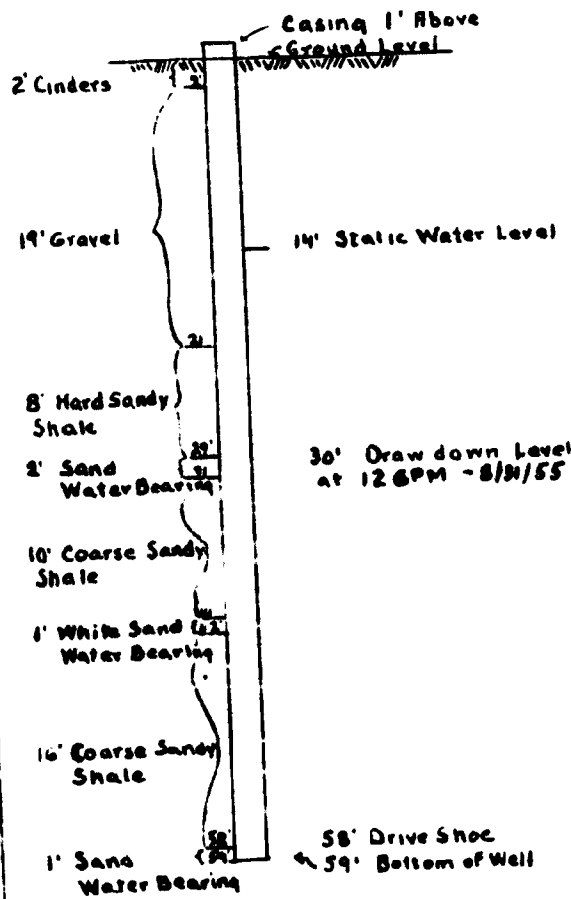 Casing 1' Above
Ground Level
2' Cinders
2'
19' Gravel
14' Static Water Level
21
8' Hard Sandy
Shale
29'
2' Sand
31
Water Bearing
30' Draw down Level
at 12 GPM - 8/31/55
10' Coarse Sandy
Shale
1' White Sand
42'
Water Bearing
16' Coarse Sandy
Shale
58'
58' Drive Shoe
1' Sand
59'
59' Bottom of Well
Water Bearing